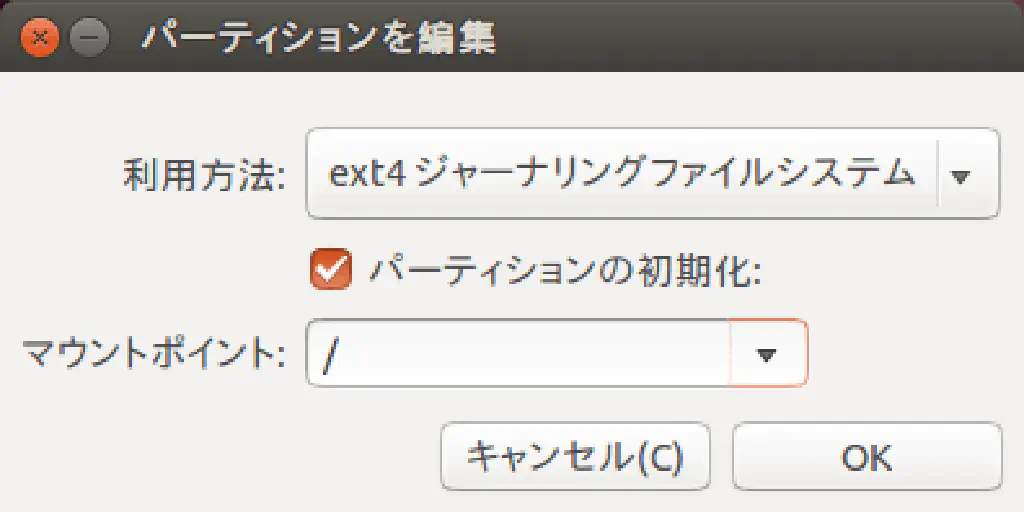 パーティションを編集
利用方法: ext4 ジャーナリングファイルシステム
パーティションの初期化:
マウントポイント: /
キャンセル(C) OK